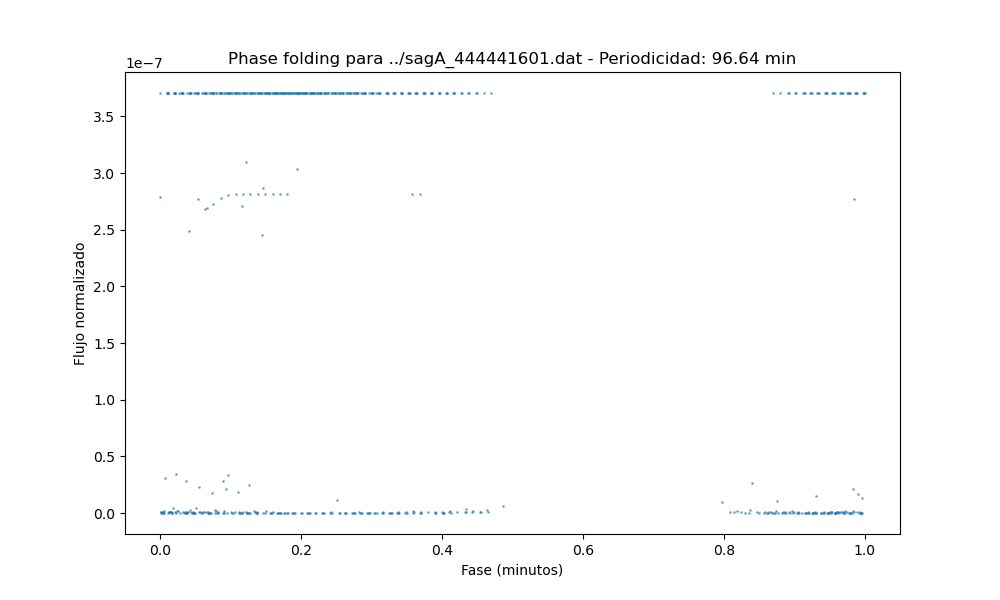 Phase folding para ../sagA_444441601.dat - Periodicidad: 96.64 min
1e−7
3.5
3.0
2.5
2.0
1.5
1.0
0.5
0.0
Flujo normalizado
0.0 0.2 0.4 0.6 0.8 1.0
Fase (minutos)